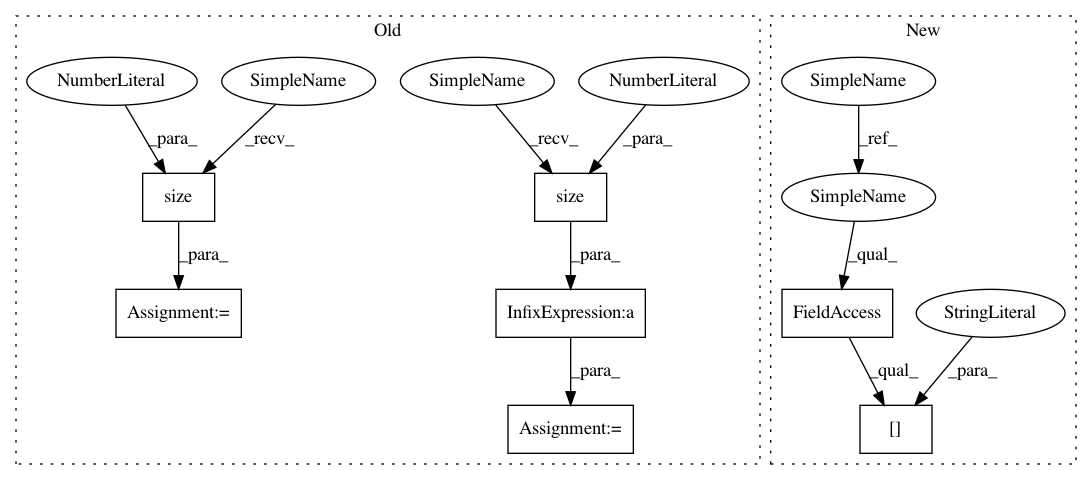 Old
New
NumberLiteral
SimpleName
SimpleName
NumberLiteral
SimpleName
_para_
_recv_
_recv_
_para_
_ref_
size
size
SimpleName
_para_
_para_
_qual_
Assignment:=
InfixExpression:a
FieldAccess
StringLiteral
_para_
_qual_
_para_
Assignment:=
[]